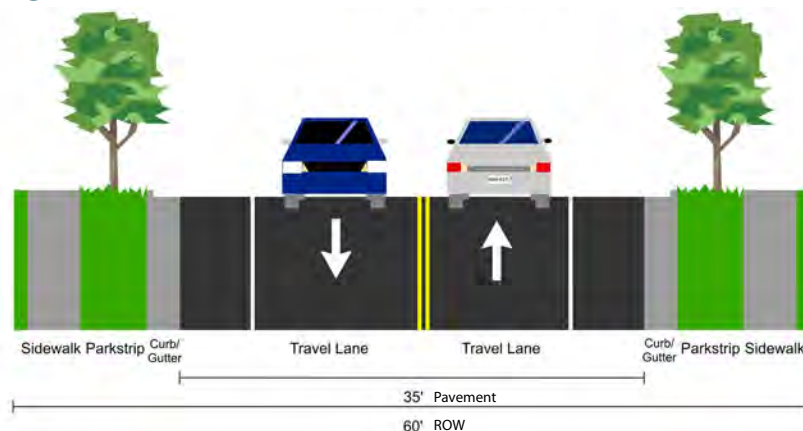 Sidewalk Parkstrip Curb/ Gutter Travel Lane Travel Lane Curb/ Gutter Parkstrip Sidewalk
35' Pavement
60' ROW